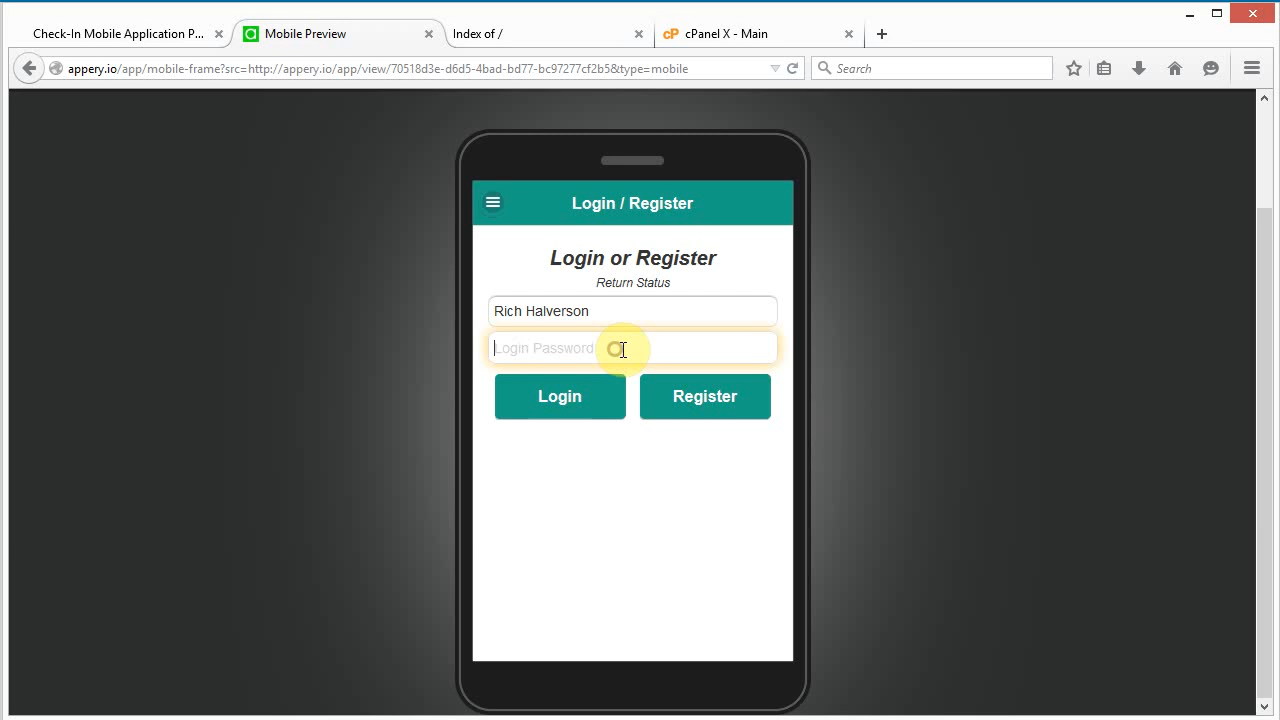 Check-In Mobile Application P...
Mobile Preview
Index of /
cP cPanel X - Main
appery.io/app/mobile-frame?src=http://appery.io/app/view/70518d3e-d6d5-4bad-bd77-bc97277cf2b5&type=mobile
Search
Login / Register
Login or Register
Return Status
Rich Halverson
Login Password
Login
Register